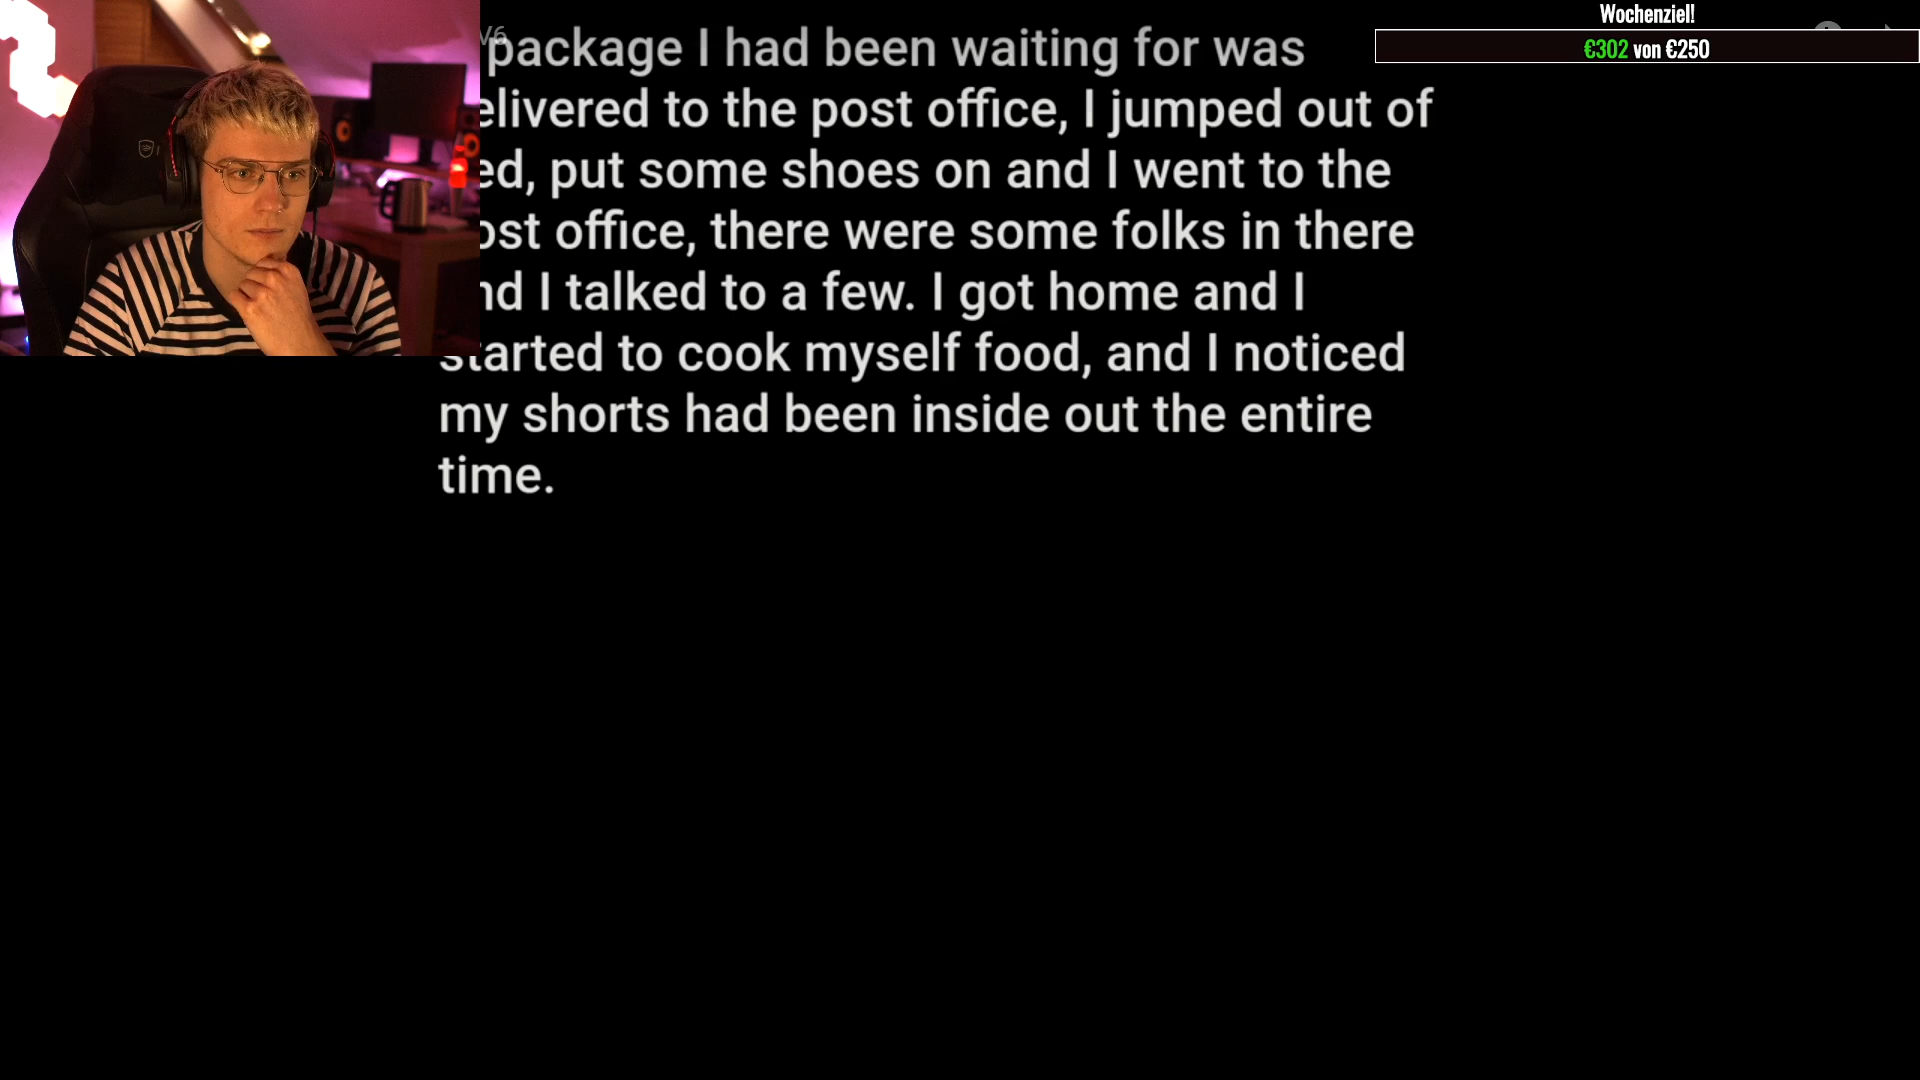 Wochenziel!
€302 von €250
V6
package I had been waiting for was
elivered to the post office, I jumped out of
ed, put some shoes on and I went to the
ost office, there were some folks in there
nd I talked to a few. I got home and I
started to cook myself food, and I noticed
my shorts had been inside out the entire
time.